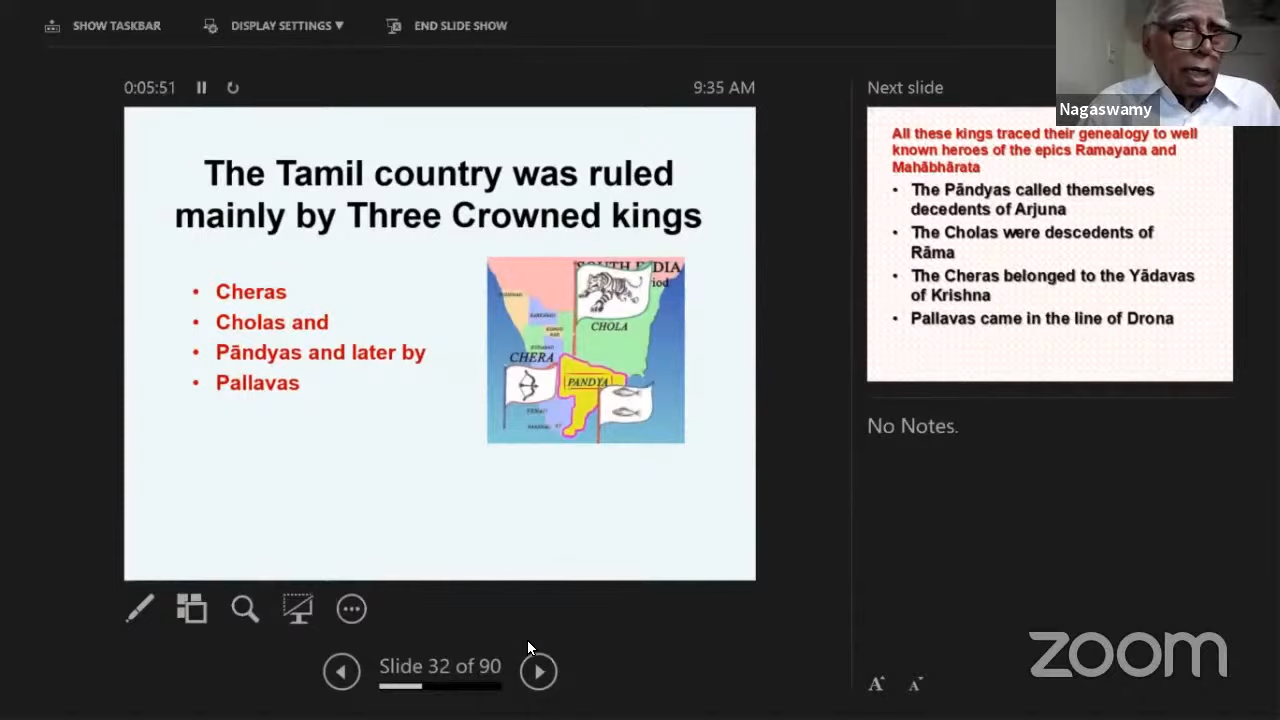 SHOW TASKBAR
DISPLAY SETTINGS ▼
END SLIDE SHOW
Nagaswamy
0:05:51
9:35 AM
The Tamil country was ruled
mainly by Three Crowned kings
• Cheras
• Cholas and
• Pāndyas and later by
• Pallavas
SOUTH
CHOLA
CHERA
PANDYA
Next slide
All these kings traced their genealogy to well
known heroes of the epics Ramayana and
Mahābhārata
• The Pāndyas called themselves
decedents of Arjuna
• The Cholas were descedents of
Rāma
• The Cheras belonged to the Yādavas
of Krishna
• Pallavas came in the line of Drona
No Notes.
Slide 32 of 90
A
A
zoom